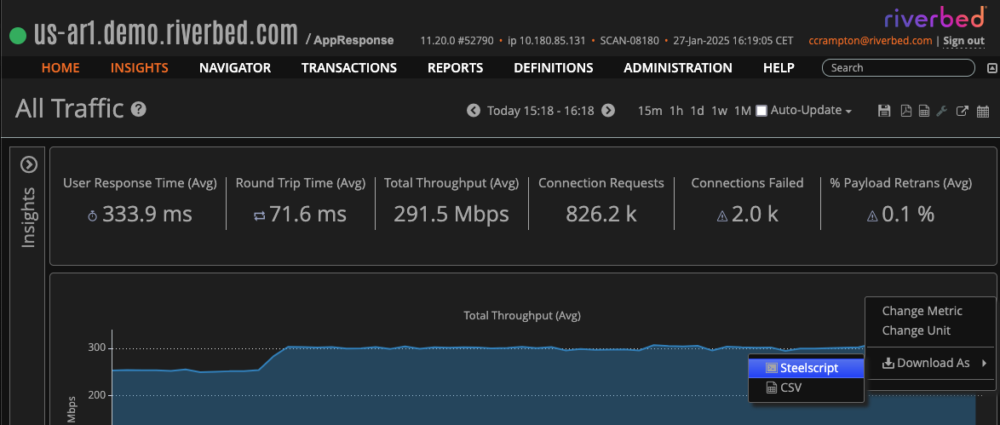 riverbed
us-ar1.demo.riverbed.com / AppResponse 11.20.0 #52790 • ip 10.180.85.131 • SCAN-08180 • 27-Jan-2025 16:19:05 CET ccrampton@riverbed.com | Sign out
HOME INSIGHTS NAVIGATOR TRANSACTIONS REPORTS DEFINITIONS ADMINISTRATION HELP Search
All Traffic ? Today 15:18 - 16:18 15m 1h 1d 1w 1M Auto-Update
Insights
User Response Time (Avg) Round Trip Time (Avg) Total Throughput (Avg) Connection Requests Connections Failed % Payload Retrans (Avg)
333.9 ms 71.6 ms 291.5 Mbps 826.2 k 2.0 k 0.1 %
Total Throughput (Avg)
Change Metric
Change Unit
Download As
Steelscript
CSV
300
200
Mbps